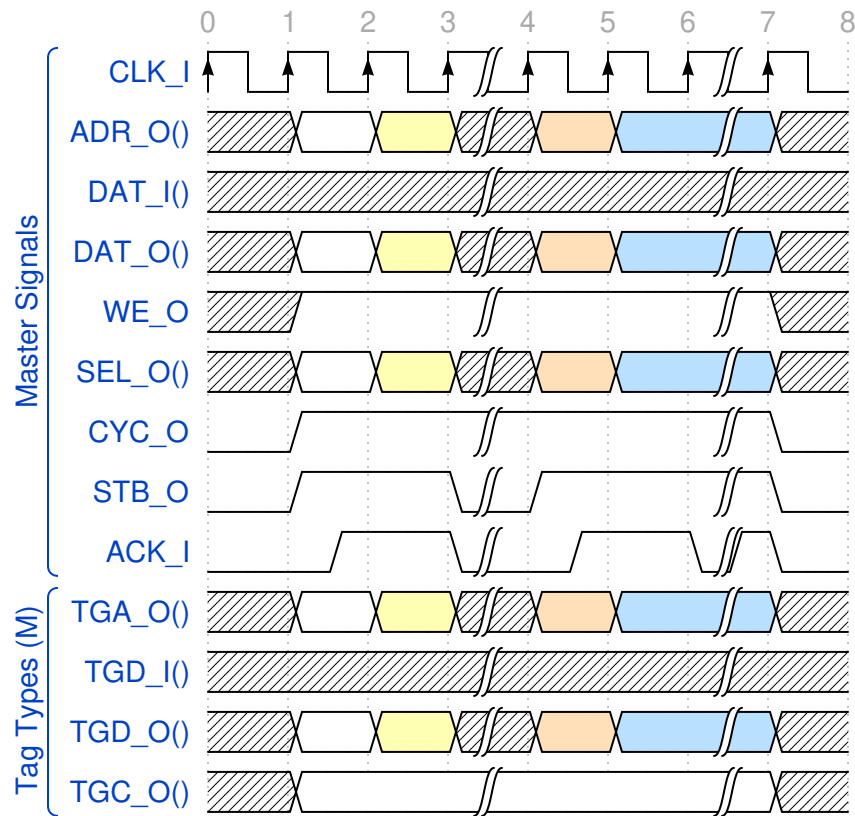 0 1 2 3 4 5 6 7 8
Master Signals
CLK_I
ADR_O()
DAT_I()
DAT_O()
WE_O
SEL_O()
CYC_O
STB_O
ACK_I
Tag Types (M)
TGA_O()
TGD_I()
TGD_O()
TGC_O()